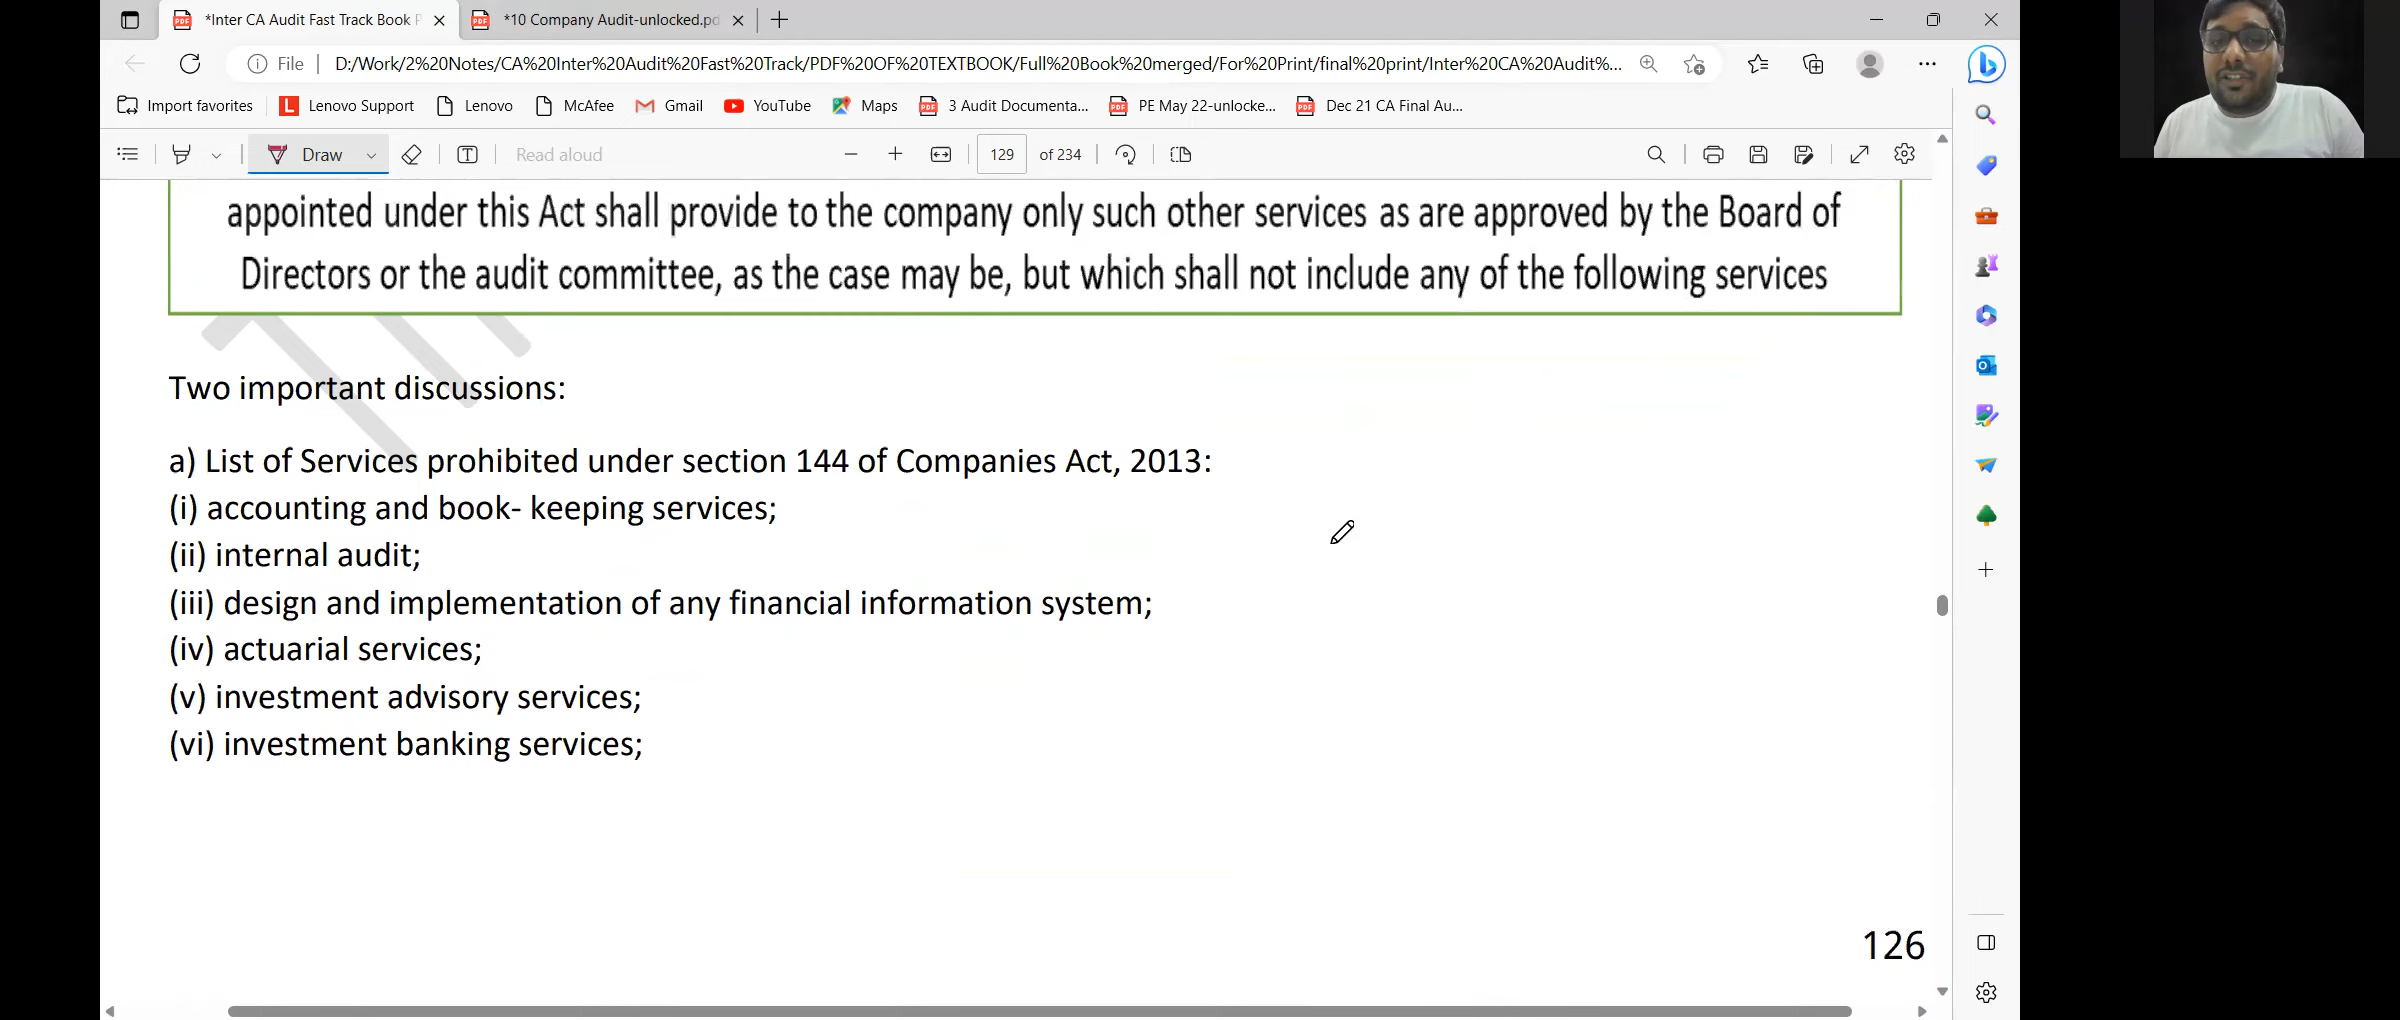 *Inter CA Audit Fast Track Book P
*10 Company Audit-unlocked.pd
File
D:/Work/2%20Notes/CA%20Inter%20Audit%20Fast%20Track/PDF%20OF%20TEXTBOOK/Full%20Book%20merged/For%20Print/final%20print/Inter%20CA%20Audit%...
Import favorites
L Lenovo Support
Lenovo
McAfee
Gmail
YouTube
Maps
3 Audit Documenta...
PE May 22-unlocke...
Dec 21 CA Final Au...
Draw
Read aloud
129 of 234
appointed under this Act shall provide to the company only such other services as are approved by the Board of
Directors or the audit committee, as the case may be, but which shall not include any of the following services
Two important discussions:
a) List of Services prohibited under section 144 of Companies Act, 2013:
(i) accounting and book- keeping services;
(ii) internal audit;
(iii) design and implementation of any financial information system;
(iv) actuarial services;
(v) investment advisory services;
(vi) investment banking services;
126